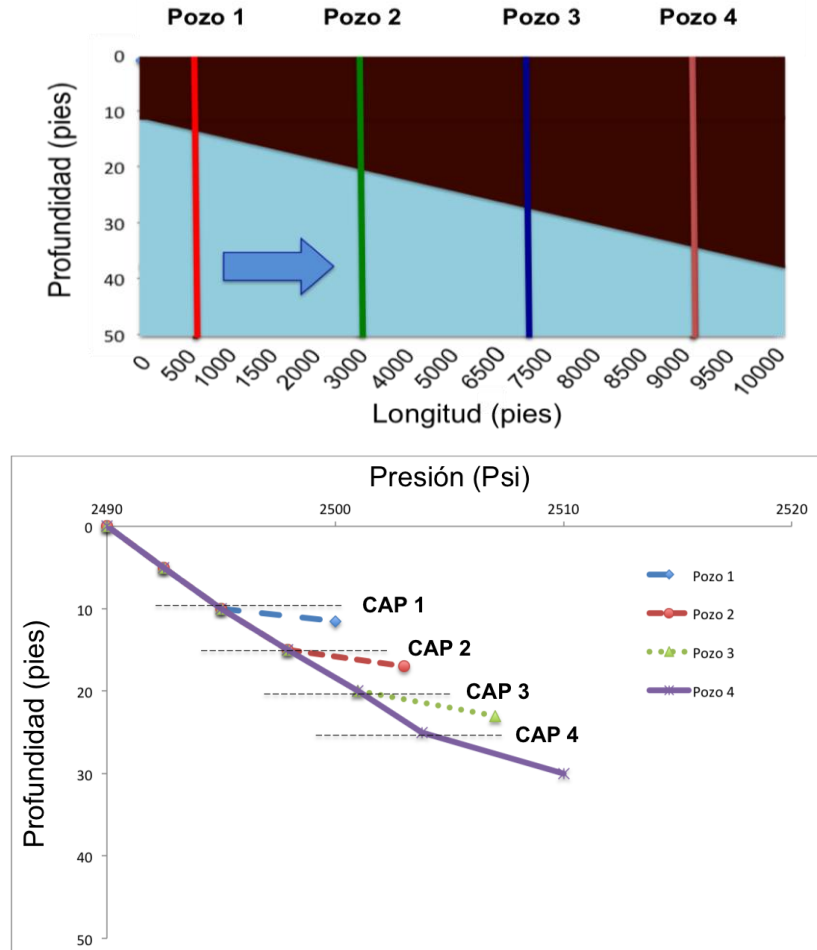 Pozo 1 Pozo 2 Pozo 3 Pozo 4
Profundidad (pies)
0
10
20
30
40
50
0 500 1000 1500 2000 3000 4000 5000 6500 7500 8000 8500 9000 9500 10000
Longitud (pies)
Presión (Psi)
2490 2500 2510 2520
Profundidad (pies)
0
10
20
30
40
50
CAP 1
CAP 2
CAP 3
CAP 4
Pozo 1
Pozo 2
Pozo 3
Pozo 4